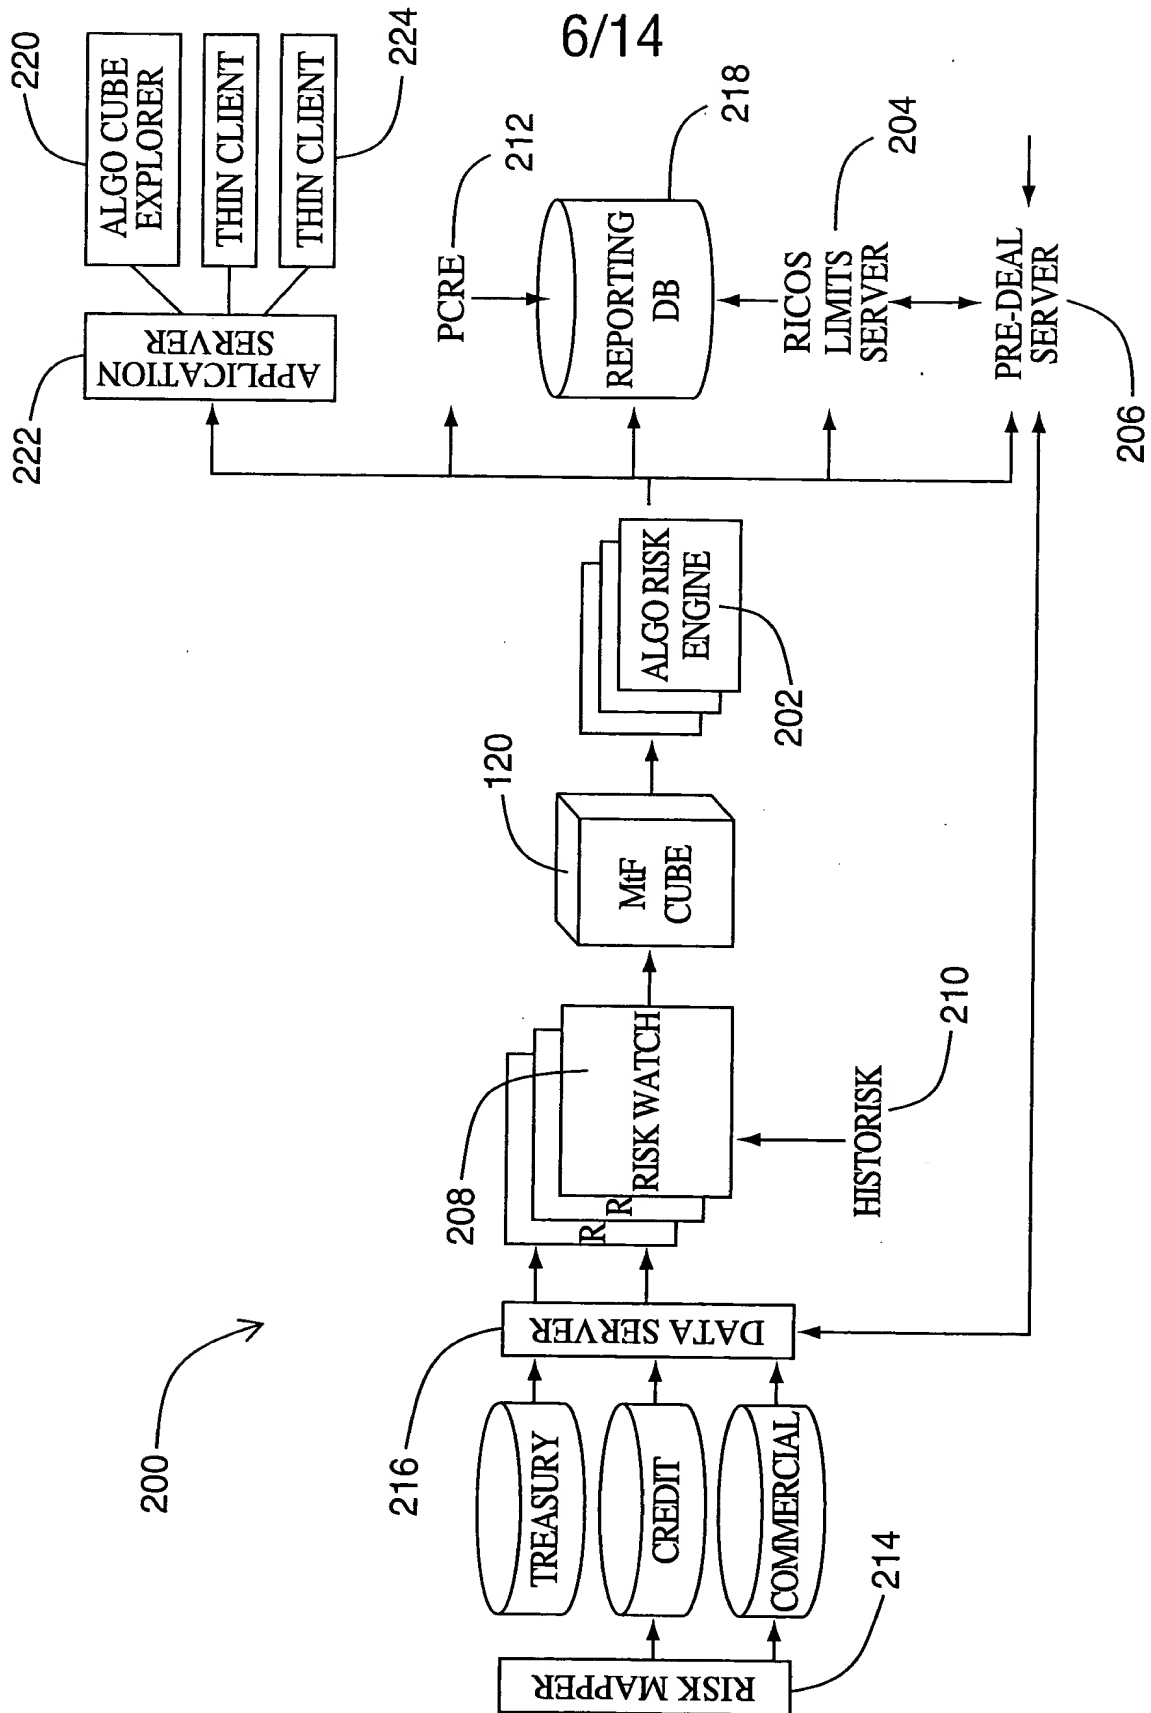 6/14
200
214
RISK MAPPER
TREASURY
CREDIT
COMMERCIAL
216
DATA SERVER
208
R
R
RISK WATCH
HISTORISK
210
120
MtF
CUBE
ALGO RISK
ENGINE
202
222
APPLICATION
SERVER
220
ALGO CUBE
EXPLORER
THIN CLIENT
THIN CLIENT
224
PCRE
212
REPORTING
DB
218
RICOS
LIMITS
SERVER
204
PRE-DEAL
SERVER
206